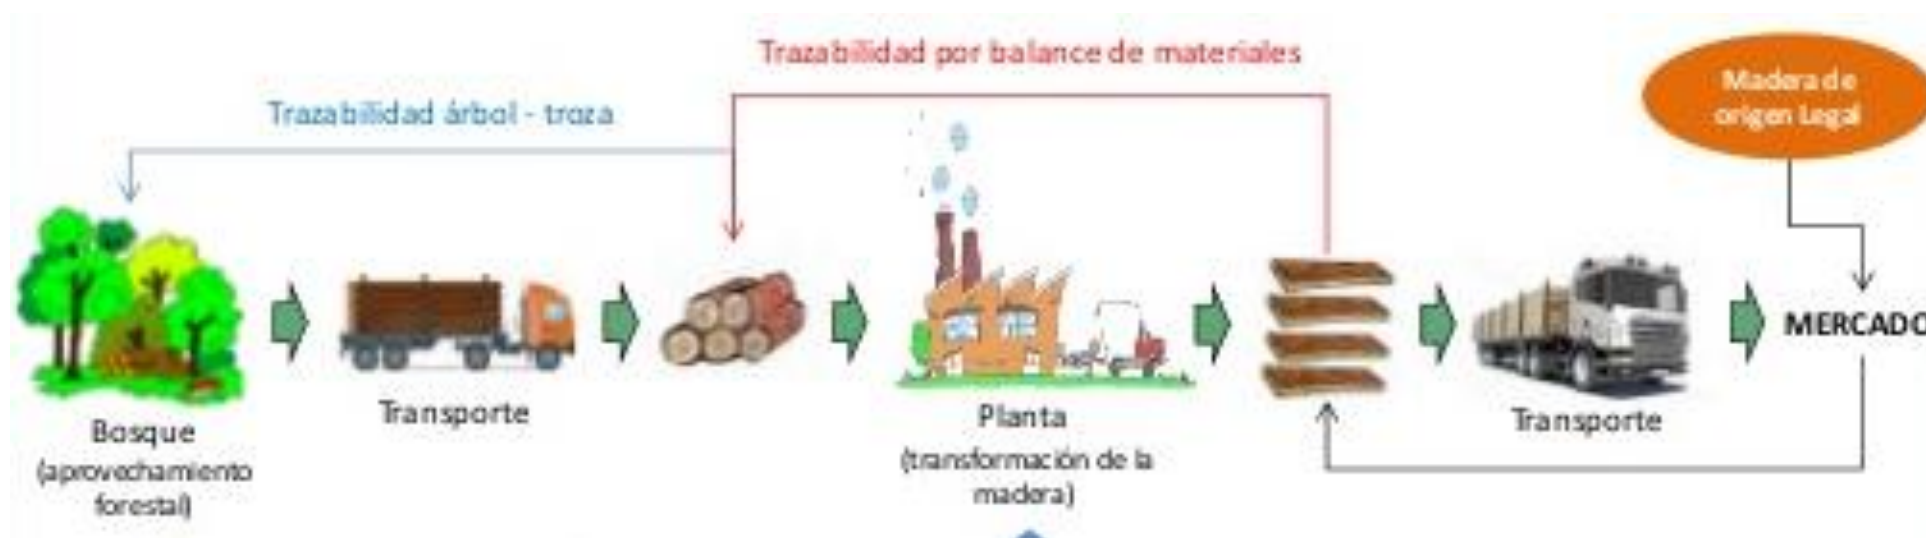 Trazabilidad por balance de materiales
Madera de
origen Legal
Trazabilidad árbol - troza
MERCADO
Bosque
(aprovechamiento
forestal)
Transporte
Planta
(transformación de la
madera)
Transporte